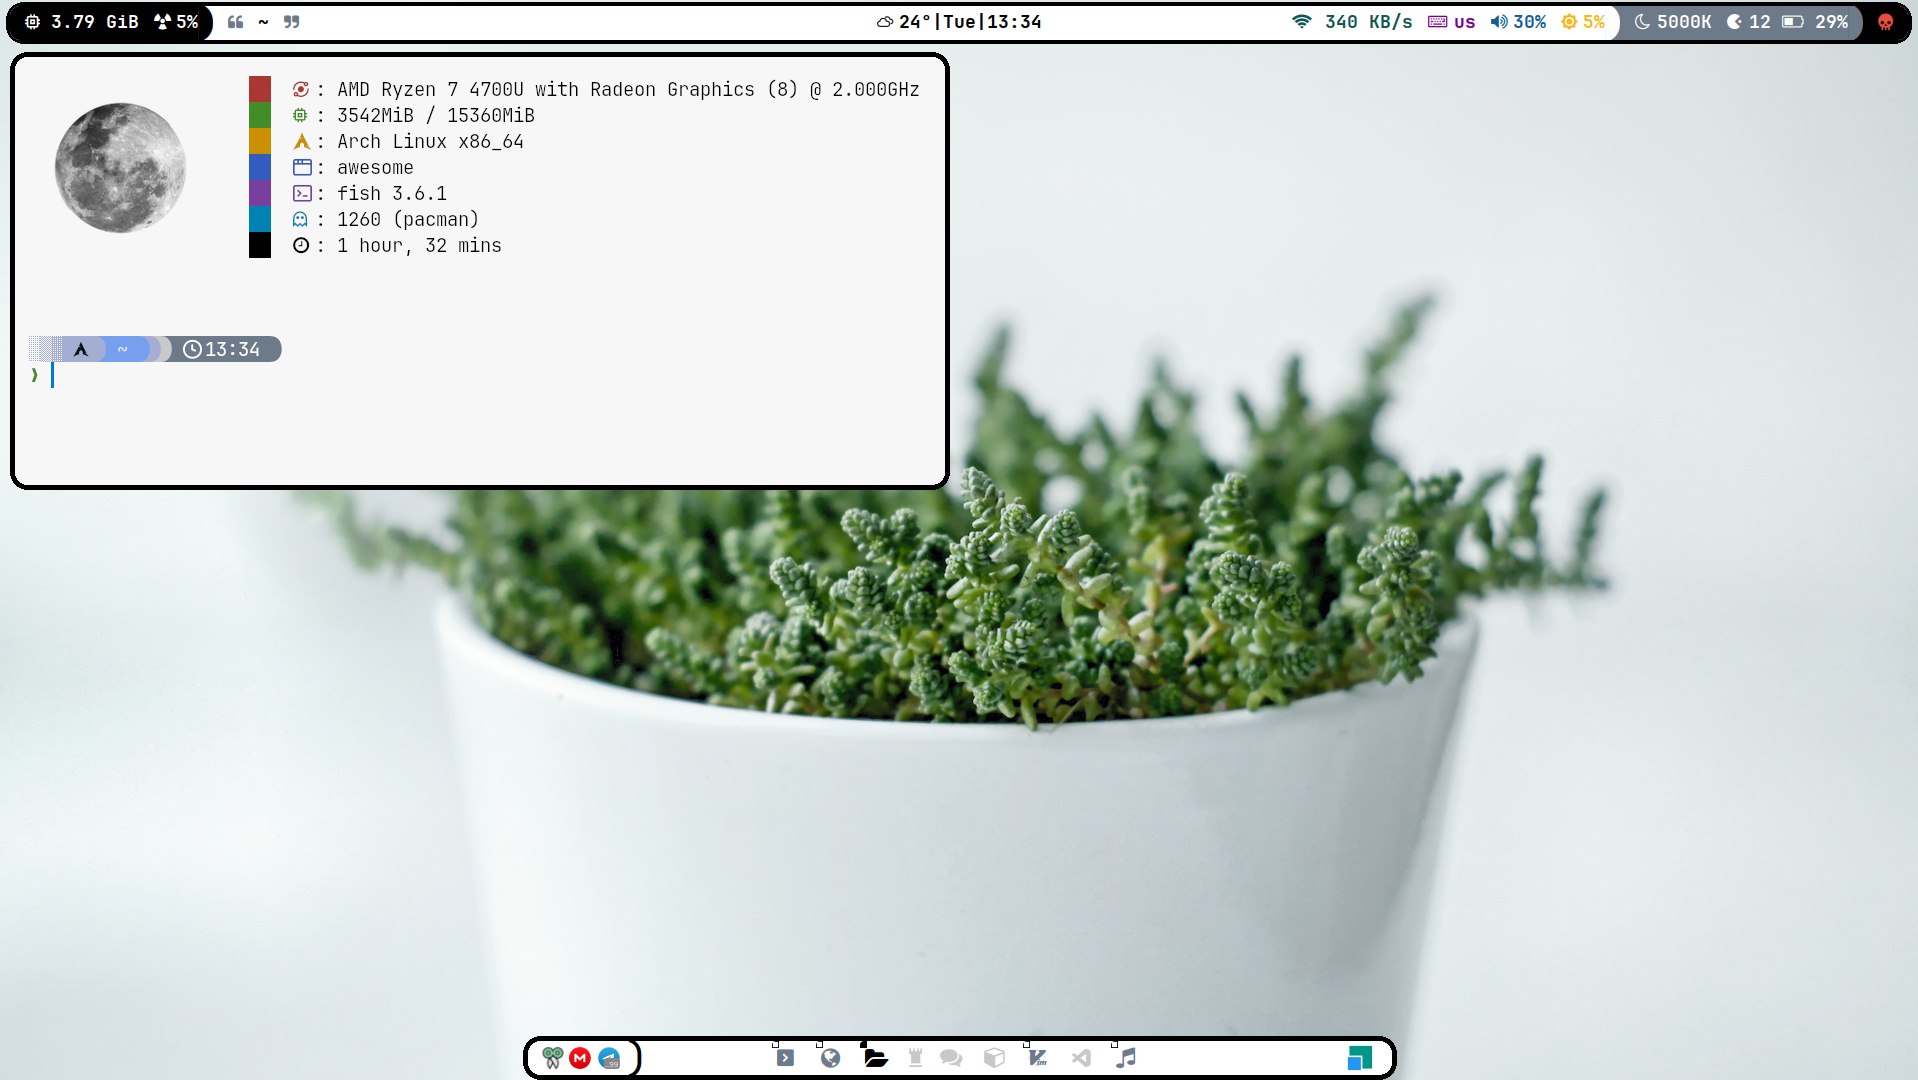 3.79 GiB 5% ~ 24°|Tue|13:34 340 KB/s us 30% 5% 5000K 12 29%
: AMD Ryzen 7 4700U with Radeon Graphics (8) @ 2.000GHz
: 3542MiB / 15360MiB
: Arch Linux x86_64
: awesome
: fish 3.6.1
: 1260 (pacman)
: 1 hour, 32 mins
~ 13:34
❯